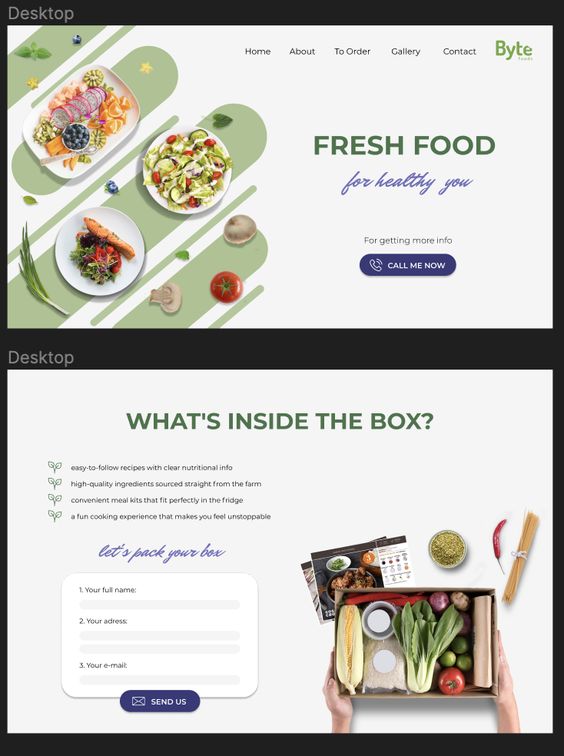 Desktop
Home About To Order Gallery Contact Byte
foods
FRESH FOOD
for healthy you
For getting more info
CALL ME NOW
Desktop
WHAT'S INSIDE THE BOX?
easy-to-follow recipes with clear nutritional info
high-quality ingredients sourced straight from the farm
convenient meal kits that fit perfectly in the fridge
a fun cooking experience that makes you feel unstoppable
let's pack your box
1. Your full name:
2. Your adress:
3. Your e-mail:
SEND US